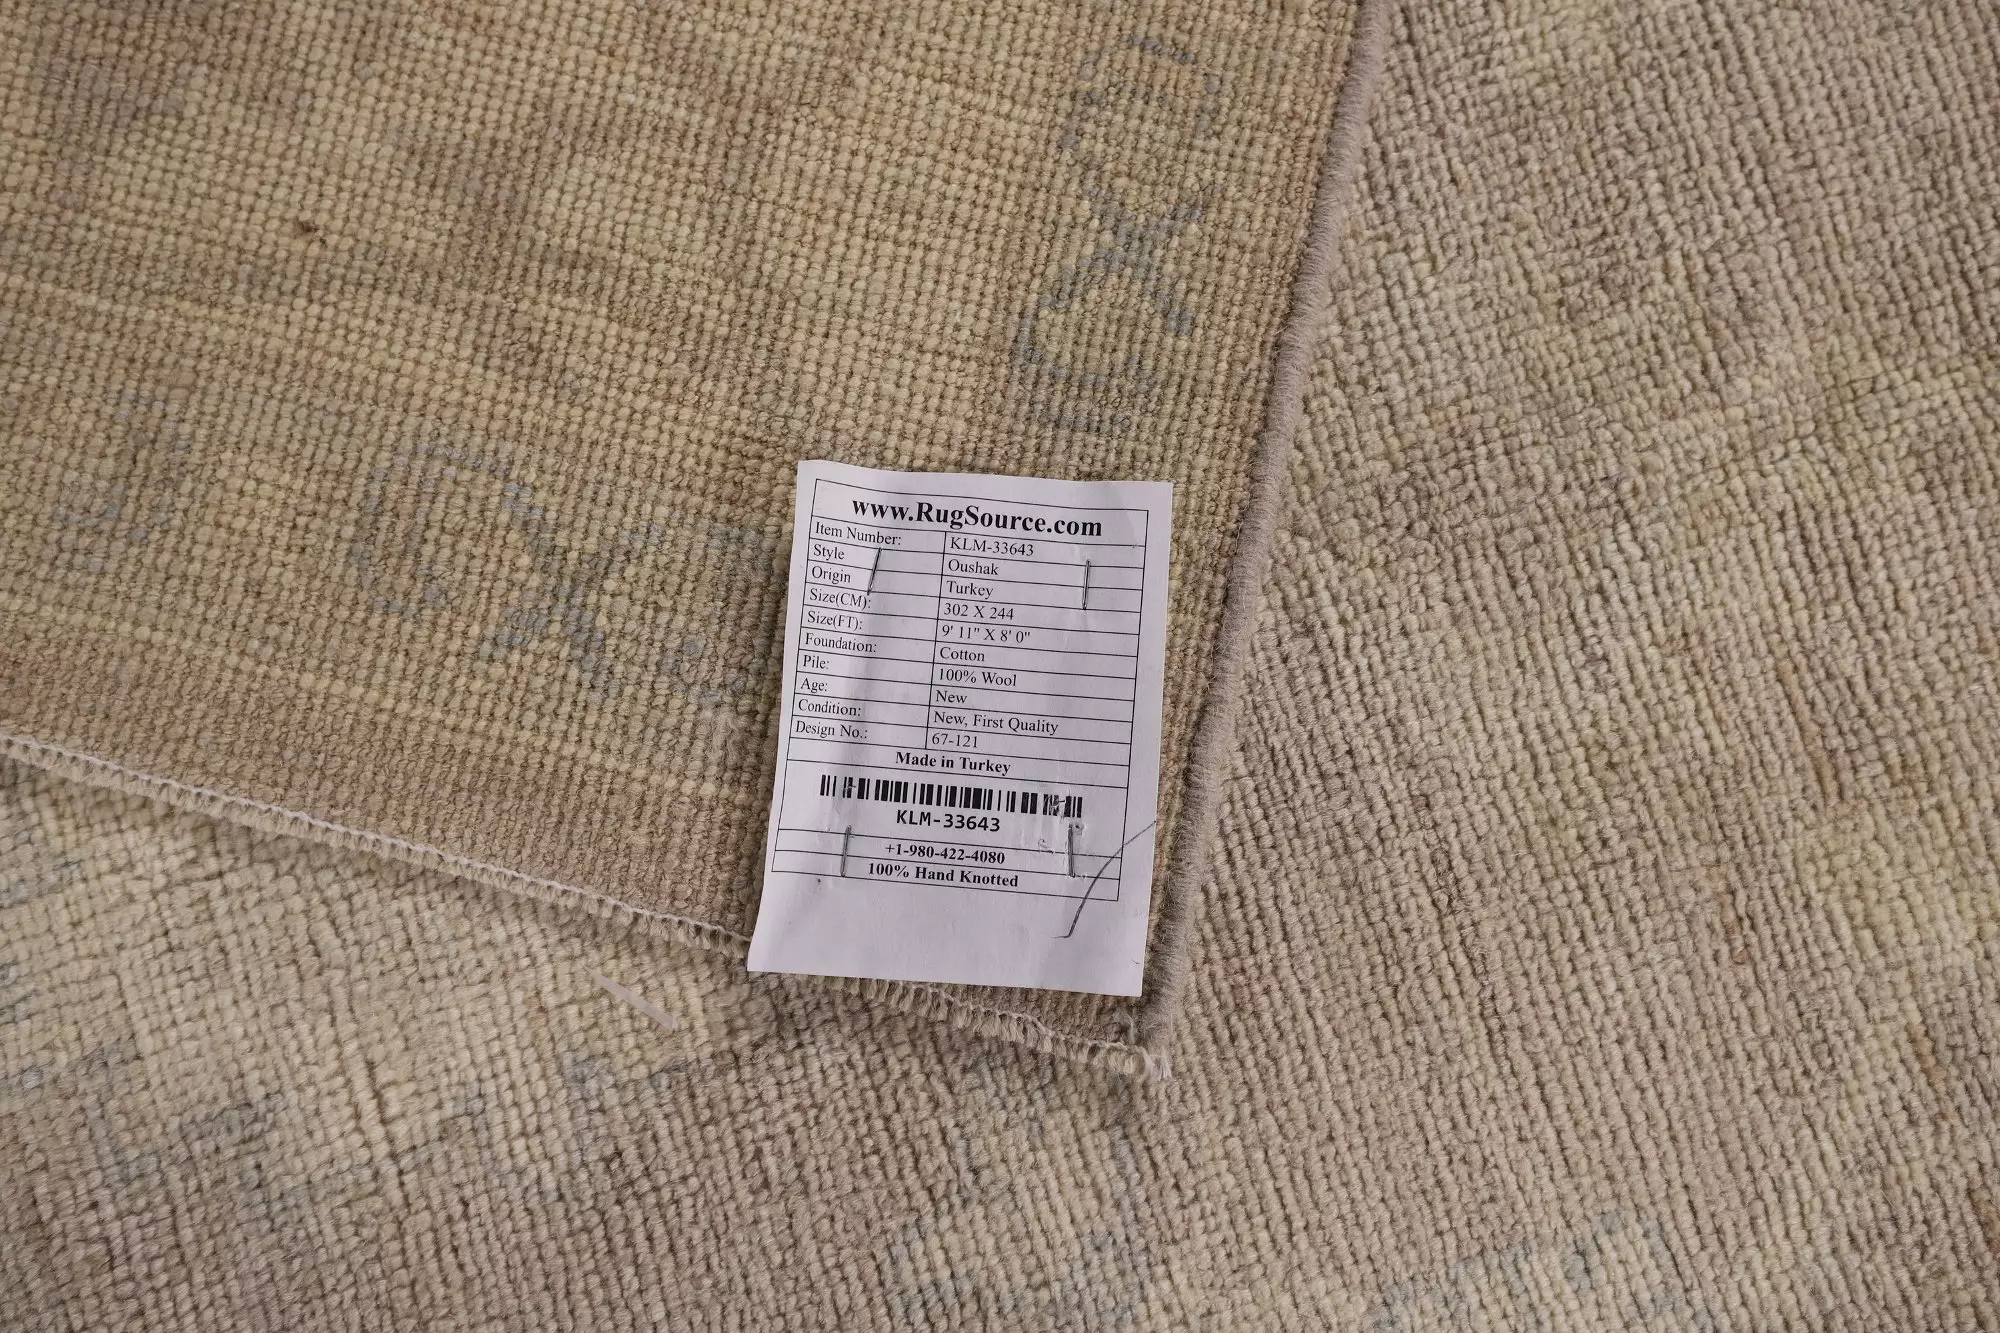 www.RugSource.com
Item Number: KLM-33643
Style Oushak
Origin Turkey
Size(CM): 302 X 244
Size(FT): 9' 11" X 8' 0"
Foundation: Cotton
Pile: 100% Wool
Age: New
Condition: New, First Quality
Design No.: 67-121
Made in Turkey
KLM-33643
+1-980-422-4080
100% Hand Knotted